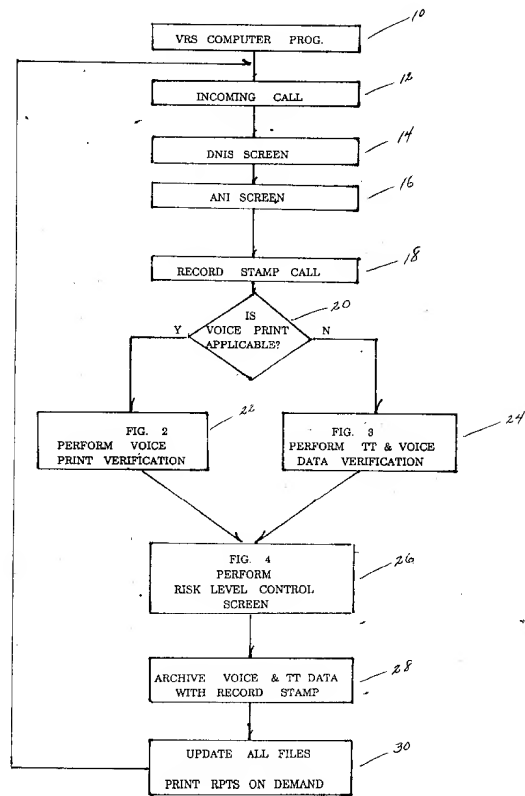 10
VRS COMPUTER PROG.
12
INCOMING CALL
14
DNIS SCREEN
16
ANI SCREEN
18
RECORD STAMP CALL
20
IS
VOICE PRINT
APPLICABLE?
Y
N
22
FIG. 2
PERFORM VOICE
PRINT VERIFICATION
24
FIG. 3
PERFORM TT & VOICE
DATA VERIFICATION
26
FIG. 4
PERFORM
RISK LEVEL CONTROL
SCREEN
28
ARCHIVE VOICE & TT DATA
WITH RECORD STAMP
30
UPDATE ALL FILES
PRINT RPTS ON DEMAND